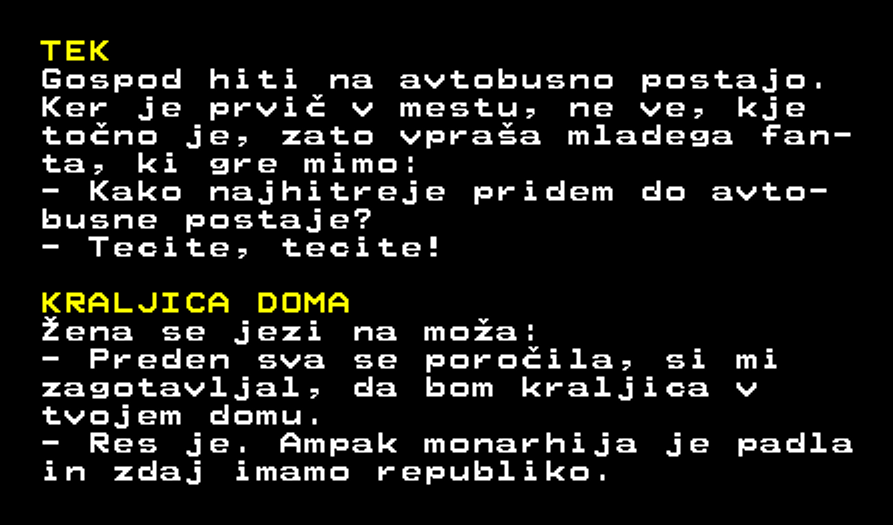 TEK
Gospod hiti na avtobusno postajo.
Ker je prvič v mestu, ne ve, kje
točno je, zato vpraša mladega fan-
ta, ki gre mimo:
- Kako najhitreje pridem do avto-
busne postaje?
- Tecite, tecite!
KRALJICA DOMA
Žena se jezi na moža:
- Preden sva se poročila, si mi
zagotavljal, da bom kraljica v
tvojem domu.
- Res je. Ampak monarhija je padla
in zdaj imamo republiko.